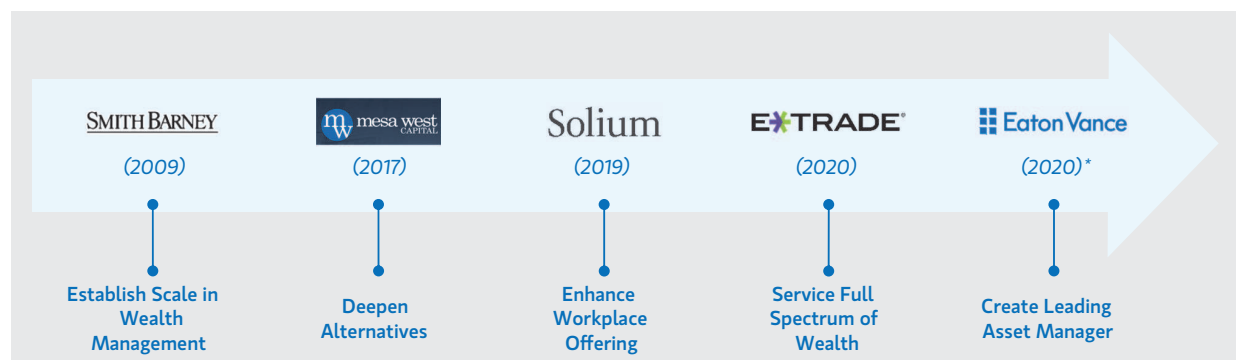 SMITH BARNEY
mw mesa west
CAPITAL
Solium
E*TRADE®
Eaton Vance
(2009)
(2017)
(2019)
(2020)
(2020)*
Establish Scale in
Wealth
Management
Deepen
Alternatives
Enhance
Workplace
Offering
Service Full
Spectrum of
Wealth
Create Leading
Asset Manager